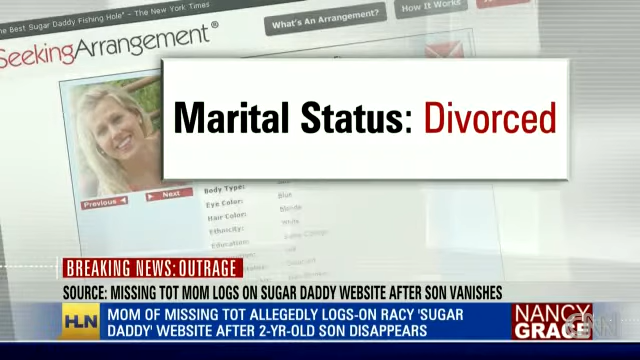 he Best Sugar Daddy Fishing Hole" – The New York Times
What's An Arrangement?
How It Works
SeekingArrangement®
Marital Status: Divorced
Previous
Next
Body Type:
Eye Color:
Blue
Hair Color:
Blonde
Ethnicity:
White
Education:
BREAKING NEWS: OUTRAGE
SOURCE: MISSING TOT MOM LOGS ON SUGAR DADDY WEBSITE AFTER SON VANISHES
HLN
MOM OF MISSING TOT ALLEGEDLY LOGS-ON RACY 'SUGAR
DADDY' WEBSITE AFTER 2-YR-OLD SON DISAPPEARS
NANCY
GRACE
CNN